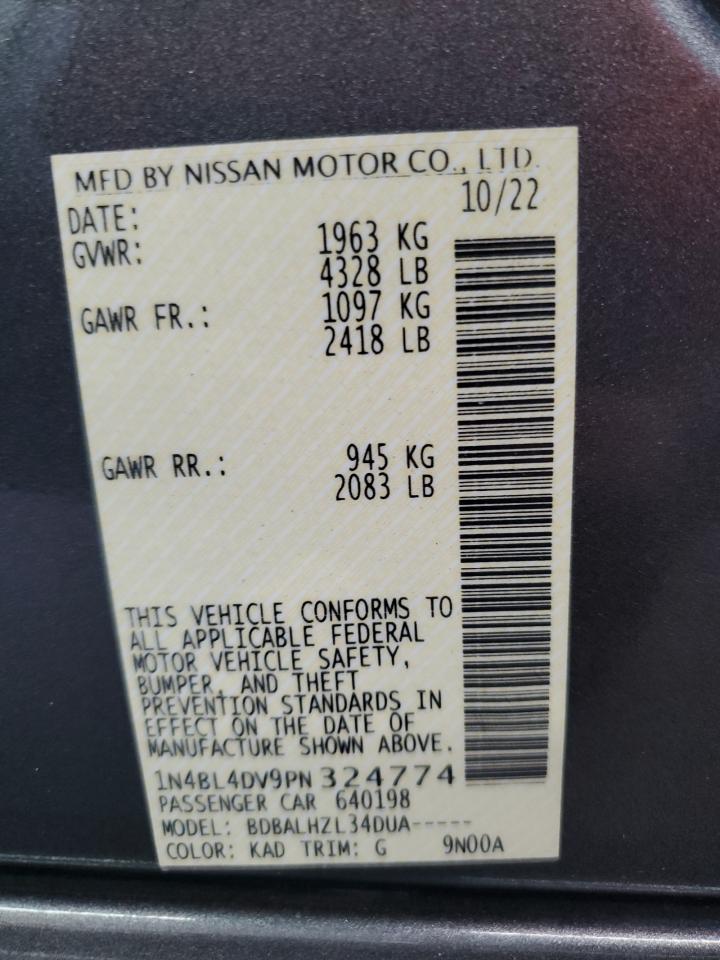 MFD BY NISSAN MOTOR CO., LTD.
DATE: 10/22
GVWR: 1963 KG
4328 LB
GAWR FR.: 1097 KG
2418 LB
GAWR RR.: 945 KG
2083 LB
THIS VEHICLE CONFORMS TO
ALL APPLICABLE FEDERAL
MOTOR VEHICLE SAFETY,
BUMPER, AND THEFT
PREVENTION STANDARDS IN
EFFECT ON THE DATE OF
MANUFACTURE SHOWN ABOVE.
1N4BL4DV9PN324774
PASSENGER CAR 640198
MODEL: BDBALHZL34DUA-----
COLOR: KAD TRIM: G 9N00A